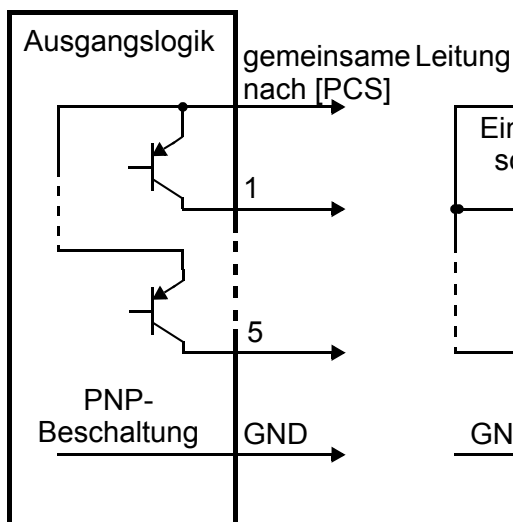 Ausgangslogik
gemeinsame Leitung
nach [PCS]
1
5
PNP-
Beschaltung
GND